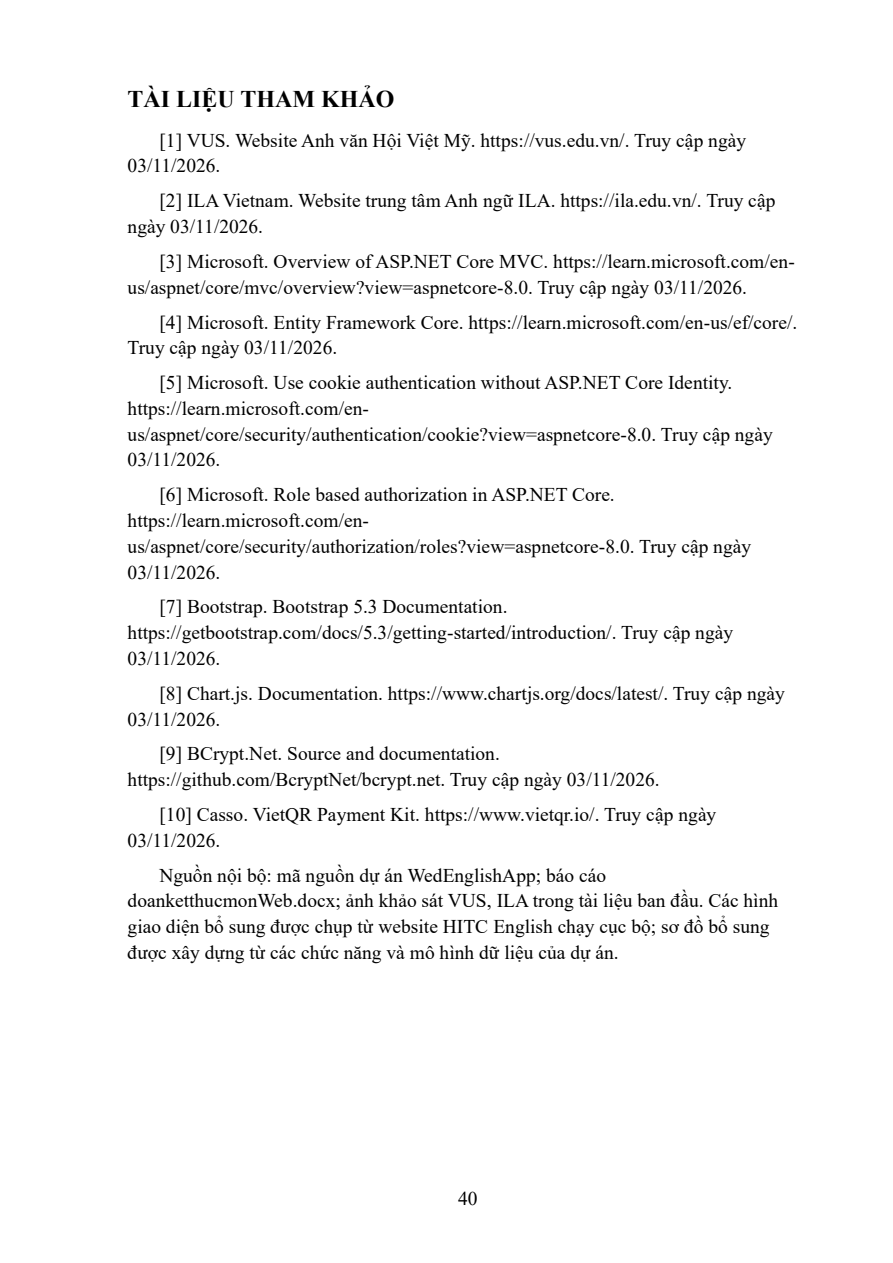 TÀI LIỆU THAM KHẢO
[1] VUS. Website Anh văn Hội Việt Mỹ. https://vus.edu.vn/. Truy cập ngày
03/11/2026.
[2] ILA Vietnam. Website trung tâm Anh ngữ ILA. https://ila.edu.vn/. Truy cập
ngày 03/11/2026.
[3] Microsoft. Overview of ASP.NET Core MVC. https://learn.microsoft.com/en-
us/aspnet/core/mvc/overview?view=aspnetcore-8.0. Truy cập ngày 03/11/2026.
[4] Microsoft. Entity Framework Core. https://learn.microsoft.com/en-us/ef/core/.
Truy cập ngày 03/11/2026.
[5] Microsoft. Use cookie authentication without ASP.NET Core Identity.
https://learn.microsoft.com/en-
us/aspnet/core/security/authentication/cookie?view=aspnetcore-8.0. Truy cập ngày
03/11/2026.
[6] Microsoft. Role based authorization in ASP.NET Core.
https://learn.microsoft.com/en-
us/aspnet/core/security/authorization/roles?view=aspnetcore-8.0. Truy cập ngày
03/11/2026.
[7] Bootstrap. Bootstrap 5.3 Documentation.
https://getbootstrap.com/docs/5.3/getting-started/introduction/. Truy cập ngày
03/11/2026.
[8] Chart.js. Documentation. https://www.chartjs.org/docs/latest/. Truy cập ngày
03/11/2026.
[9] BCrypt.Net. Source and documentation.
https://github.com/BcryptNet/bcrypt.net. Truy cập ngày 03/11/2026.
[10] Casso. VietQR Payment Kit. https://www.vietqr.io/. Truy cập ngày
03/11/2026.
Nguồn nội bộ: mã nguồn dự án WedEnglishApp; báo cáo
doanketthucmonWeb.docx; ảnh khảo sát VUS, ILA trong tài liệu ban đầu. Các hình
giao diện bổ sung được chụp từ website HITC English chạy cục bộ; sơ đồ bổ sung
được xây dựng từ các chức năng và mô hình dữ liệu của dự án.
40